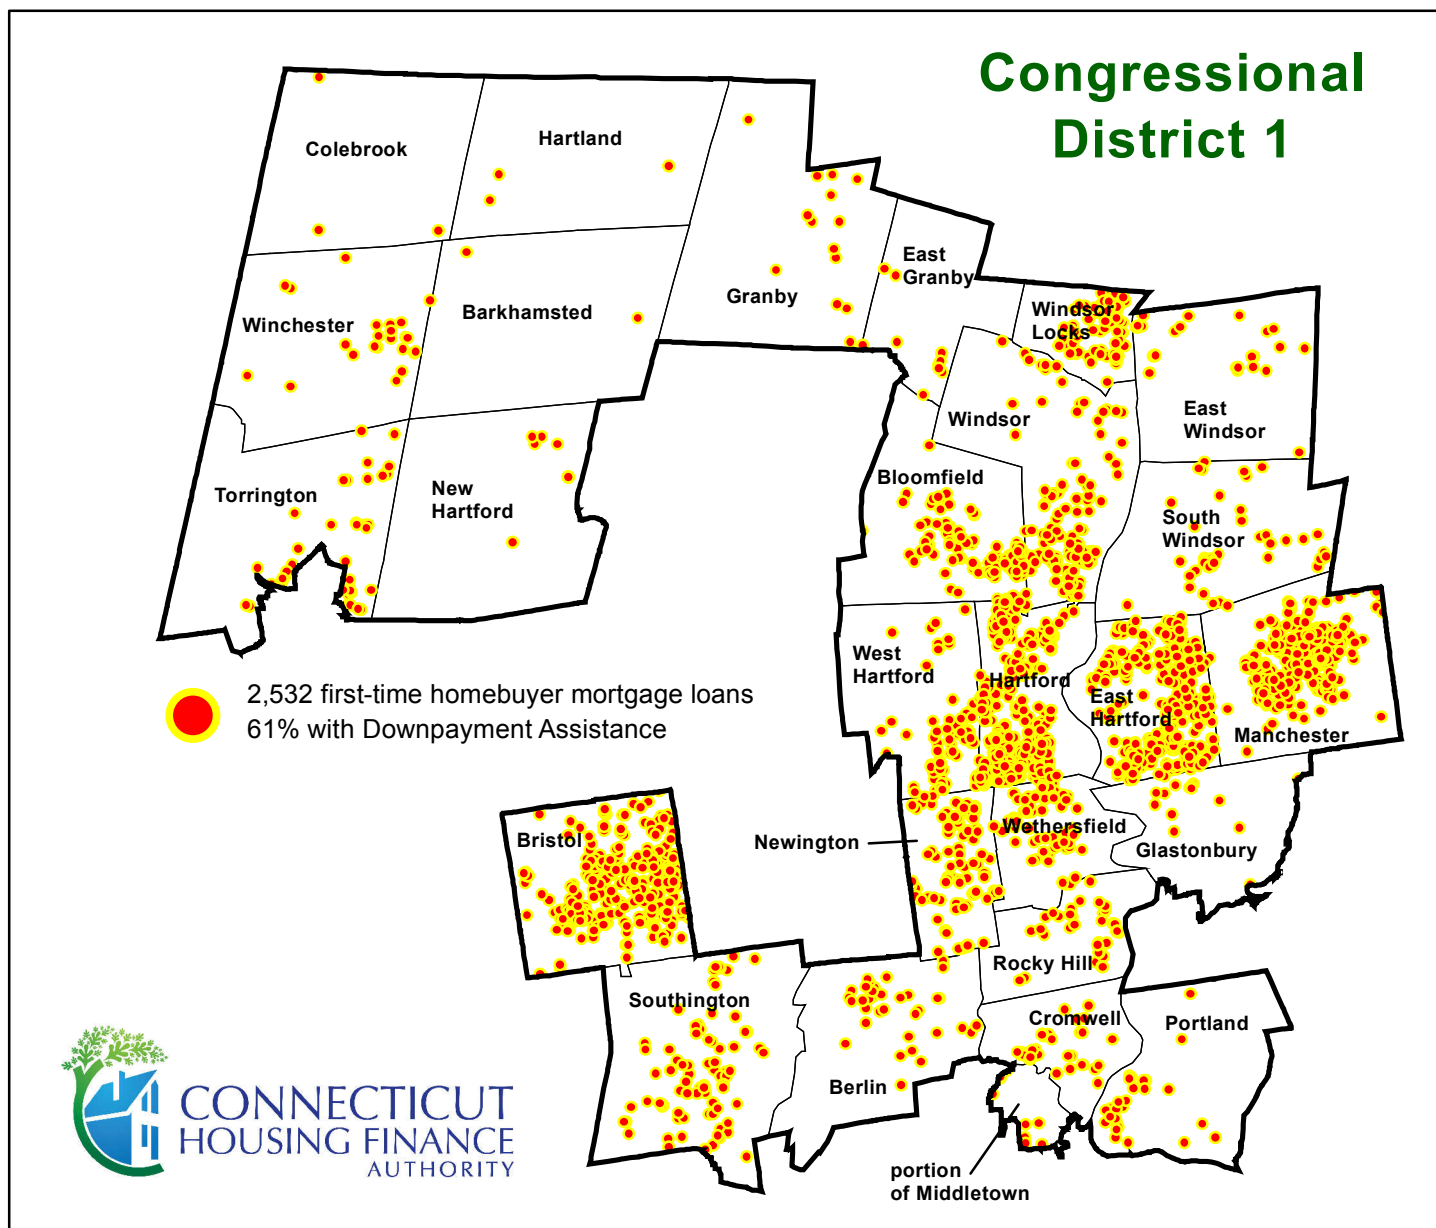 Congressional
District 1
Colebrook
Hartland
East
Granby
Granby
Windsor
Locks
Winchester
Barkhamsted
Windsor
East
Windsor
Torrington
New
Hartford
Bloomfield
South
Windsor
West
Hartford
Hartford
East
Hartford
Manchester
2,532 first-time homebuyer mortgage loans
61% with Downpayment Assistance
Bristol
Newington
Wethersfield
Glastonbury
Rocky Hill
Southington
Cromwell
Portland
Berlin
portion
of Middletown
CONNECTICUT
HOUSING FINANCE
AUTHORITY